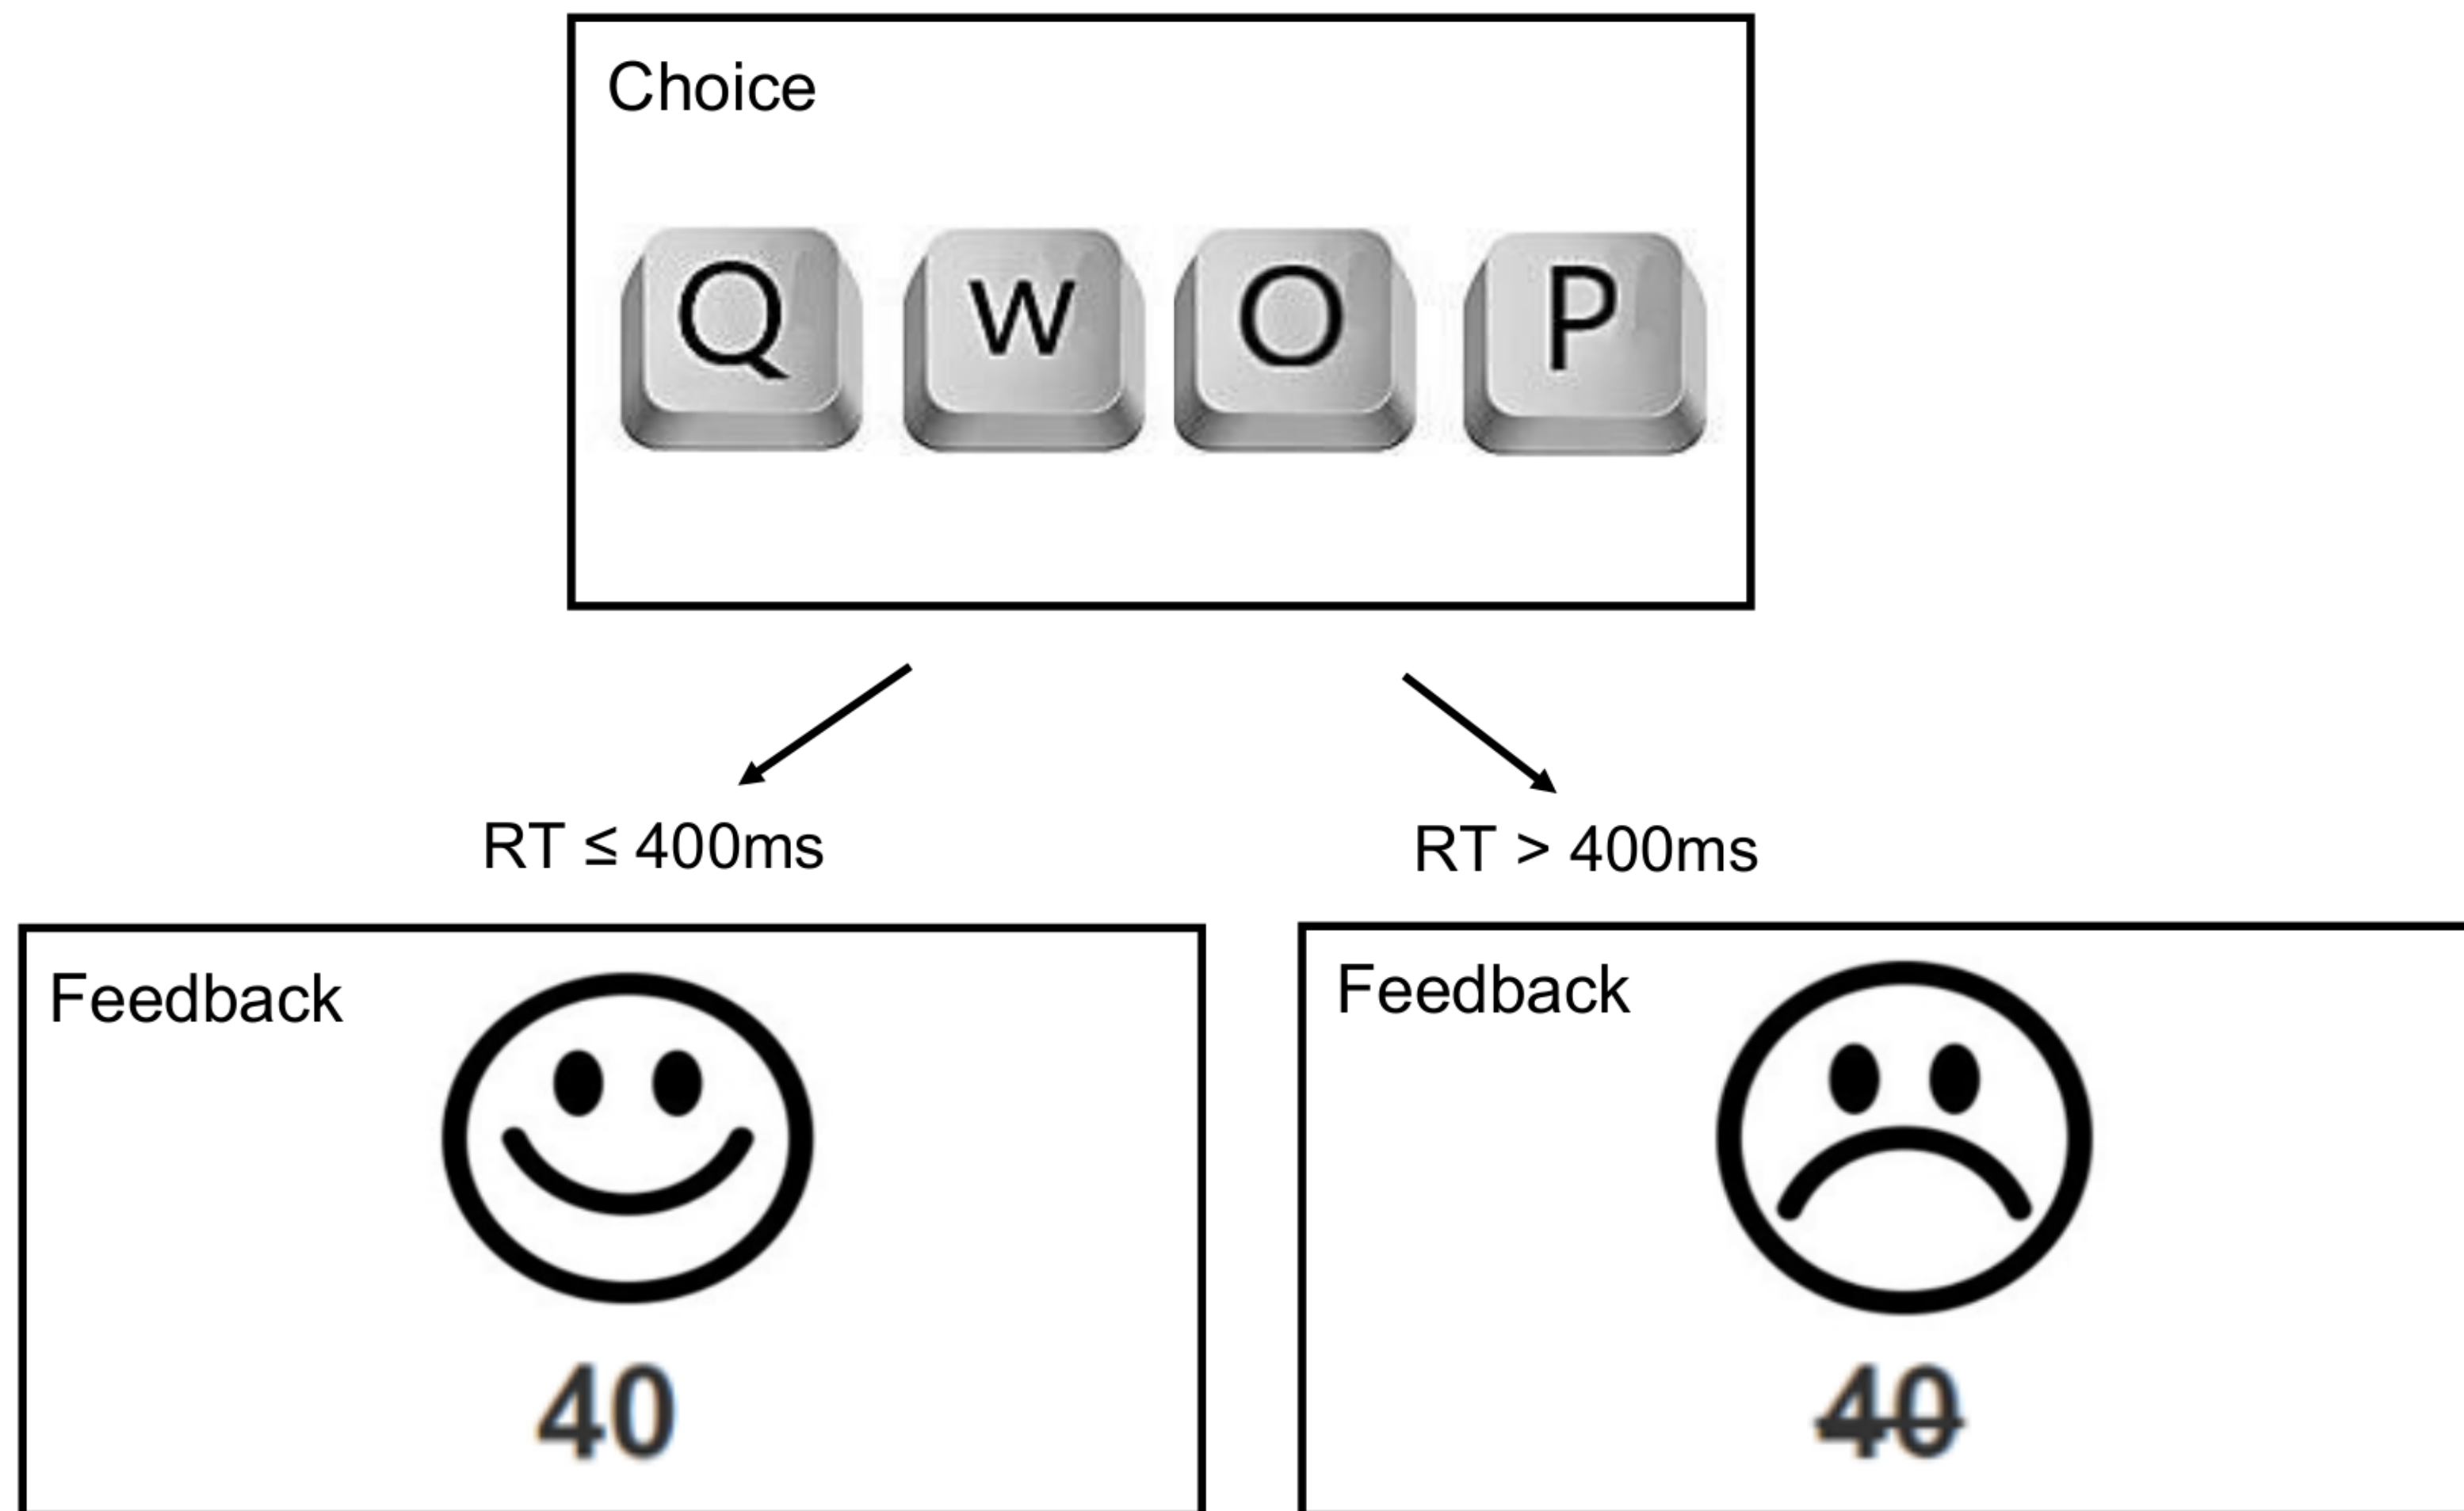 Choice
Q W O P
RT ≤ 400ms
RT > 400ms
Feedback
Feedback
40
40